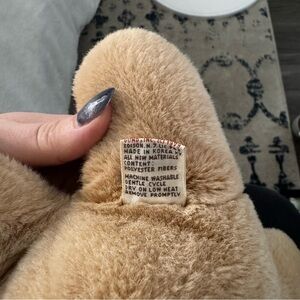 EDISON, N.J.
MADE IN KOREA
ALL NEW MATERIALS
CONTENT:
POLYESTER FIBERS
MACHINE WASHABLE
GENTLE CYCLE
DRY ON LOW HEAT
REMOVE PROMPTLY